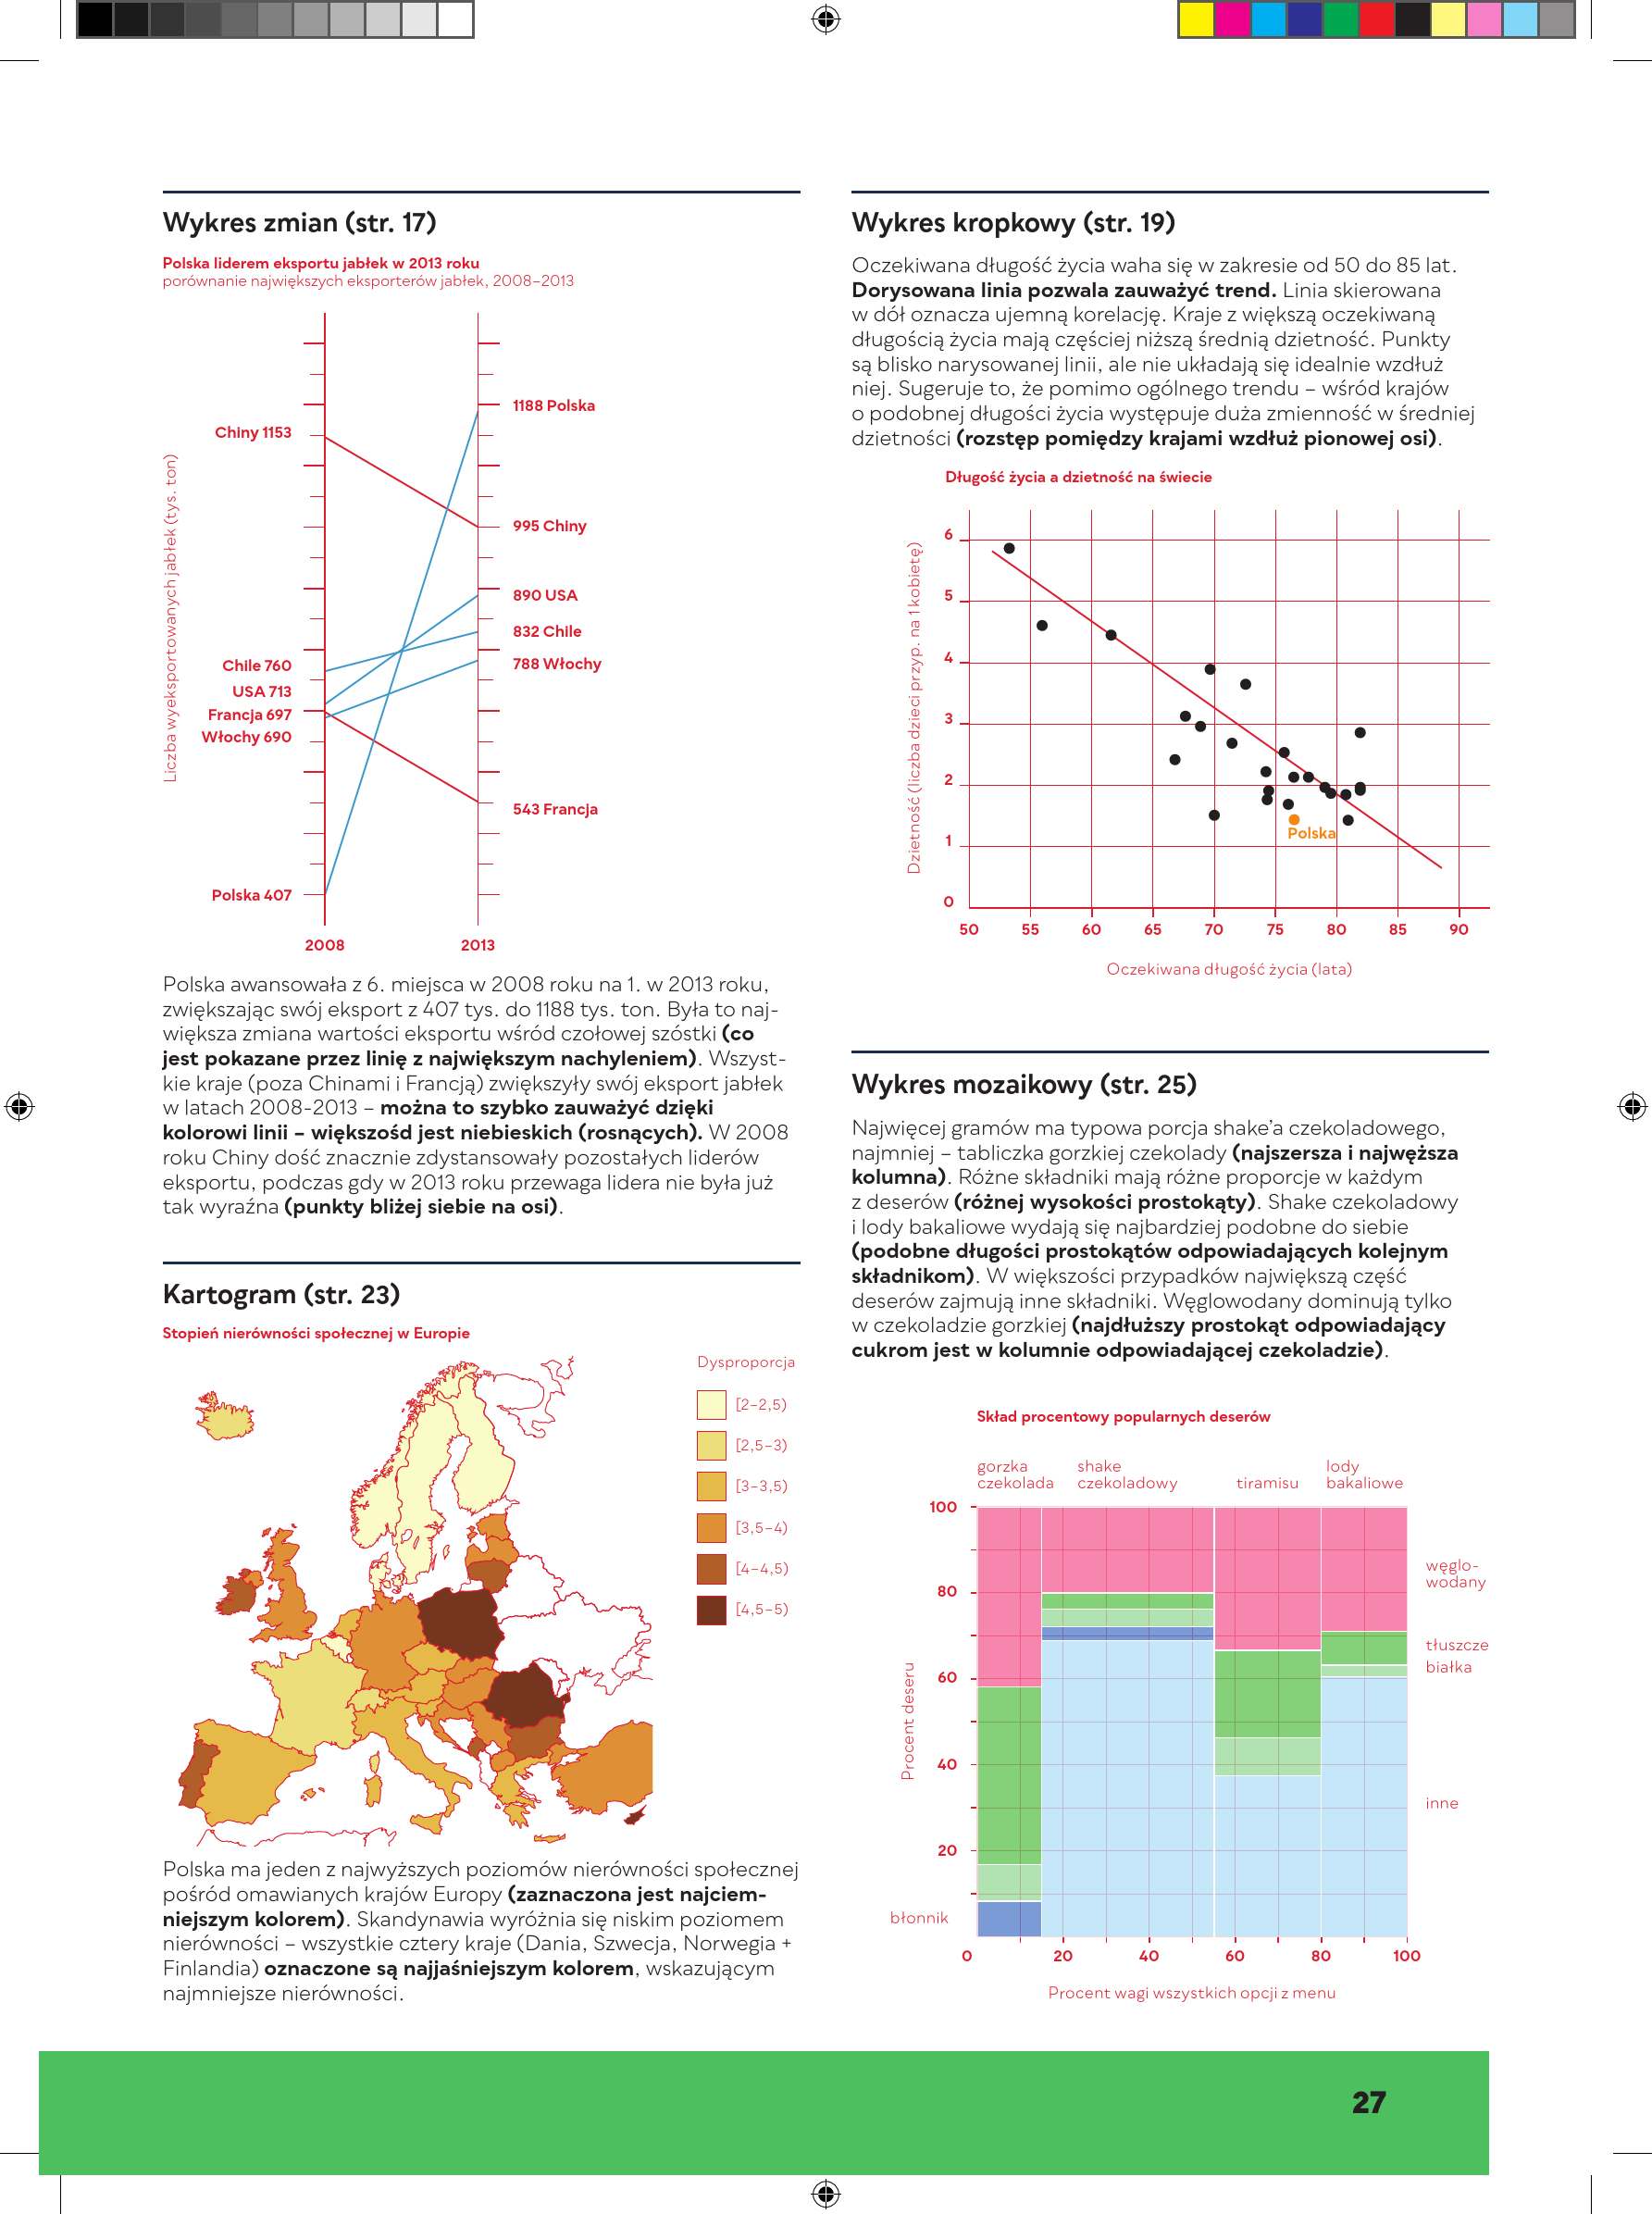 Wykres zmian (str. 17)
Polska liderem eksportu jabłek w 2013 roku
porównanie największych eksporterów jabłek, 2008–2013
Liczba wyeksportowanych jabłek (tys. ton)
Chiny 1153
Chile 760
USA 713
Francja 697
Włochy 690
Polska 407
1188 Polska
995 Chiny
890 USA
832 Chile
788 Włochy
543 Francja
2008
2013
Polska awansowała z 6. miejsca w 2008 roku na 1. w 2013 roku,
zwiększając swój eksport z 407 tys. do 1188 tys. ton. Była to naj-
większa zmiana wartości eksportu wśród czołowej szóstki (co
jest pokazane przez linię z największym nachyleniem). Wszyst-
kie kraje (poza Chinami i Francją) zwiększyły swój eksport jabłek
w latach 2008-2013 – można to szybko zauważyć dzięki
kolorowi linii – większośd jest niebieskich (rosnących). W 2008
roku Chiny dość znacznie zdystansowały pozostałych liderów
eksportu, podczas gdy w 2013 roku przewaga lidera nie była już
tak wyraźna (punkty bliżej siebie na osi).
Kartogram (str. 23)
Stopień nierówności społecznej w Europie
Dysproporcja
[2–2,5)
[2,5–3)
[3–3,5)
[3,5–4)
[4–4,5)
[4,5–5)
Polska ma jeden z najwyższych poziomów nierówności społecznej
pośród omawianych krajów Europy (zaznaczona jest najciem-
niejszym kolorem). Skandynawia wyróżnia się niskim poziomem
nierówności – wszystkie cztery kraje (Dania, Szwecja, Norwegia +
Finlandia) oznaczone są najjaśniejszym kolorem, wskazującym
najmniejsze nierówności.
Wykres kropkowy (str. 19)
Oczekiwana długość życia waha się w zakresie od 50 do 85 lat.
Dorysowana linia pozwala zauważyć trend. Linia skierowana
w dół oznacza ujemną korelację. Kraje z większą oczekiwaną
długością życia mają częściej niższą średnią dzietność. Punkty
są blisko narysowanej linii, ale nie układają się idealnie wzdłuż
niej. Sugeruje to, że pomimo ogólnego trendu – wśród krajów
o podobnej długości życia występuje duża zmienność w średniej
dzietności (rozstęp pomiędzy krajami wzdłuż pionowej osi).
Długość życia a dzietność na świecie
Dzietność (liczba dzieci przyp. na 1 kobietę)
6
5
4
3
2
1
0
Polska
50 55 60 65 70 75 80 85 90
Oczekiwana długość życia (lata)
Wykres mozaikowy (str. 25)
Najwięcej gramów ma typowa porcja shake’a czekoladowego,
najmniej – tabliczka gorzkiej czekolady (najszersza i najwęższa
kolumna). Różne składniki mają różne proporcje w każdym
z deserów (różnej wysokości prostokąty). Shake czekoladowy
i lody bakaliowe wydają się najbardziej podobne do siebie
(podobne długości prostokątów odpowiadających kolejnym
składnikom). W większości przypadków największą część
deserów zajmują inne składniki. Węglowodany dominują tylko
w czekoladzie gorzkiej (najdłuższy prostokąt odpowiadający
cukrom jest w kolumnie odpowiadającej czekoladzie).
Skład procentowy popularnych deserów
gorzka
czekolada
shake
czekoladowy
tiramisu
lody
bakaliowe
Procent deseru
100
80
60
40
20
błonnik
węglo-
wodany
tłuszcze
białka
inne
0 20 40 60 80 100
Procent wagi wszystkich opcji z menu
27